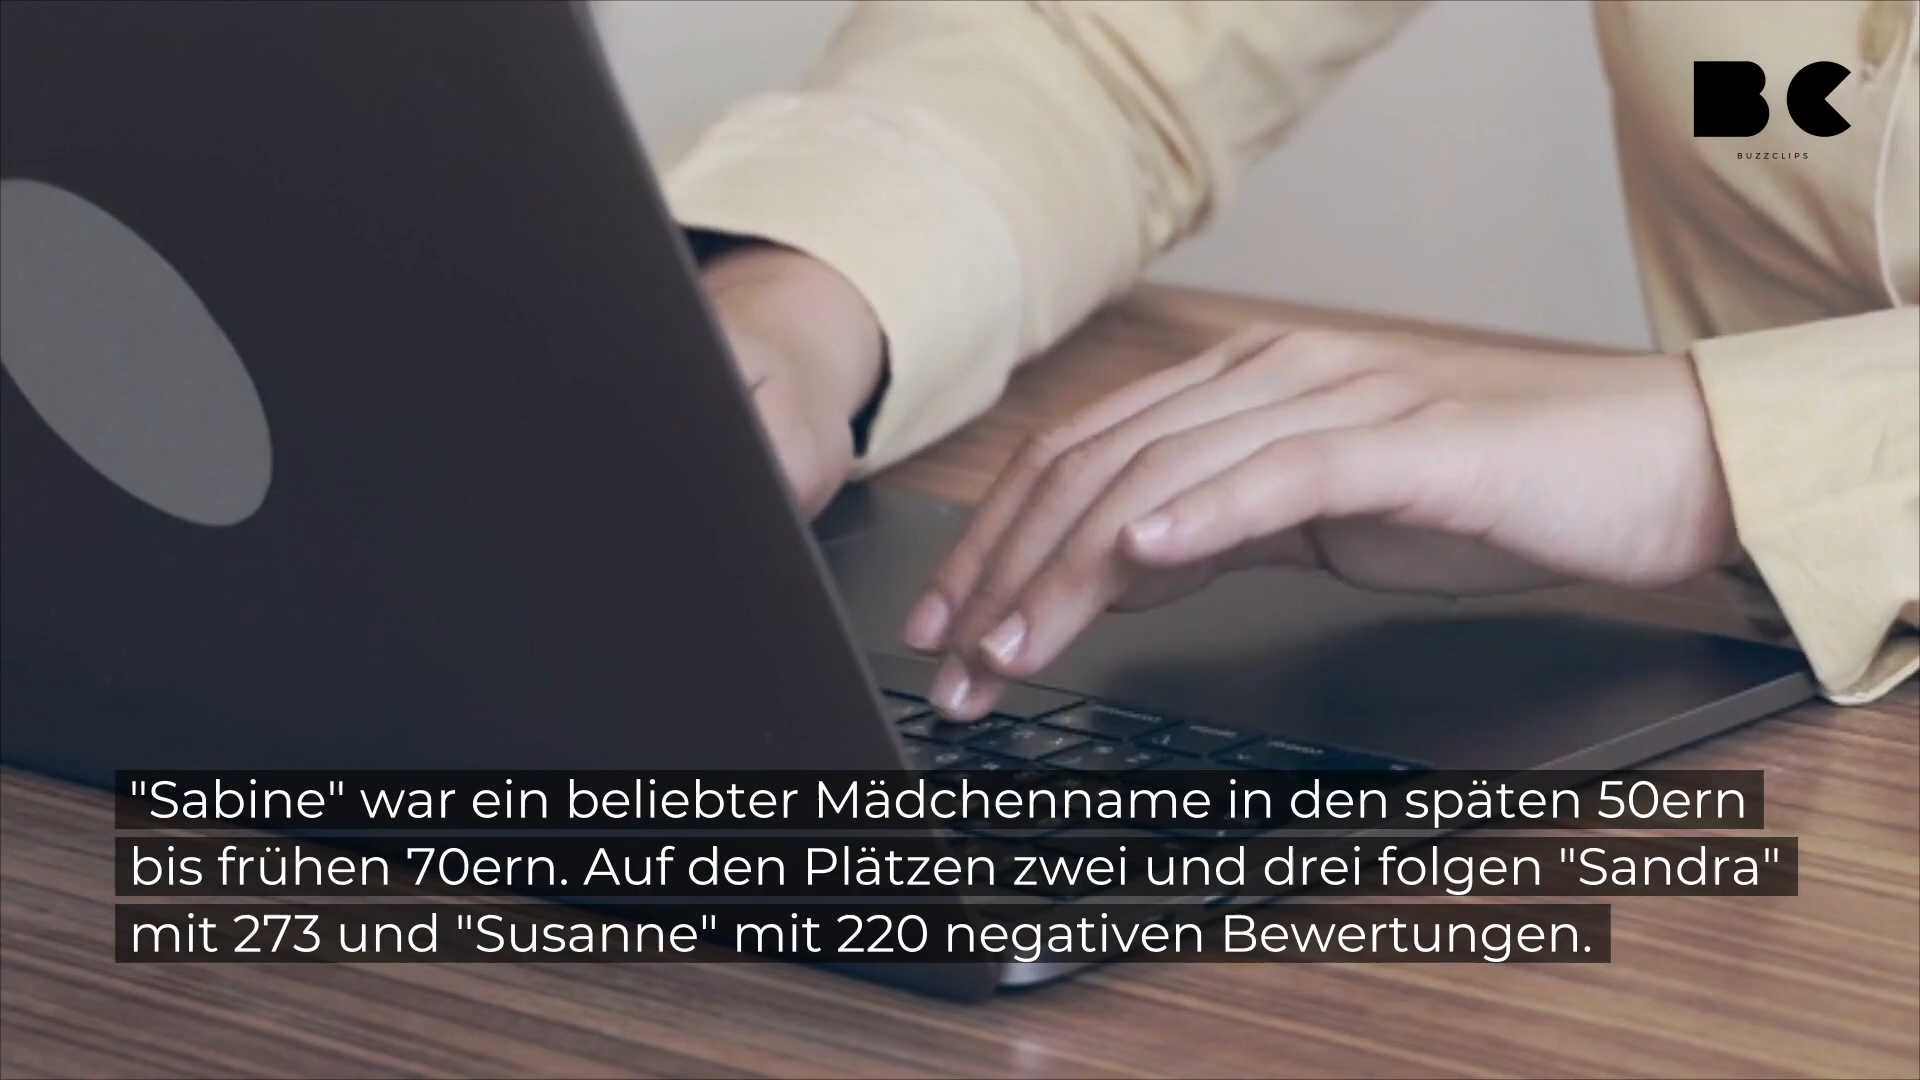 BC
BUZZCLIPS
"Sabine" war ein beliebter Mädchenname in den späten 50ern
bis frühen 70ern. Auf den Plätzen zwei und drei folgen "Sandra"
mit 273 und "Susanne" mit 220 negativen Bewertungen.